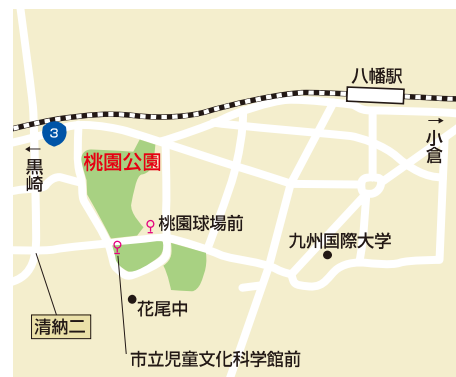 八幡駅
→
小倉
3
←
黒崎
桃園公園
桃園球場前
九州国際大学
花尾中
清納二
市立児童文化科学館前